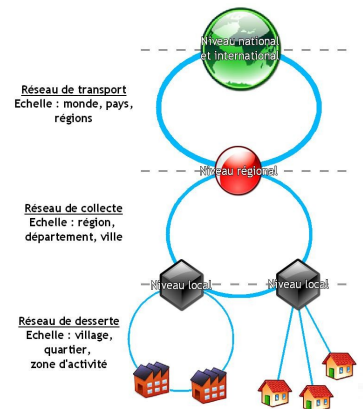 Niveau national
et international
Réseau de transport
Echelle : monde, pays,
régions
Niveau régional
Réseau de collecte
Echelle : région,
département, ville
Niveau local
Niveau local
Réseau de desserte
Echelle : village,
quartier,
zone d'activité